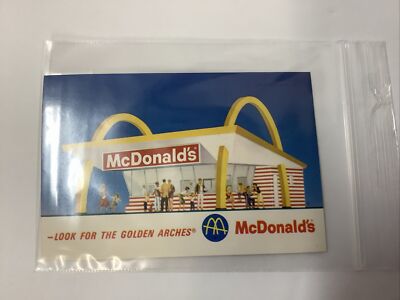 McDonald's
—LOOK FOR THE GOLDEN ARCHES®
McDonald's®